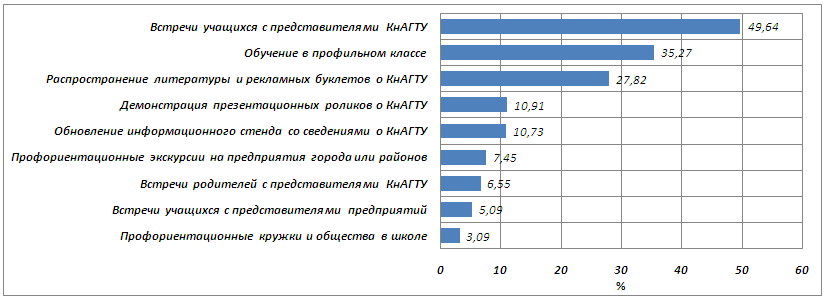 Встречи учащихся с представителями КнАГТУ 49,64
Обучение в профильном классе 35,27
Распространение литературы и рекламных буклетов о КнАГТУ 27,82
Демонстрация презентационных роликов о КнАГТУ 10,91
Обновление информационного стенда со сведениями о КнАГТУ 10,73
Профориентационные экскурсии на предприятия города или районов 7,45
Встречи родителей с представителями КнАГТУ 6,55
Встречи учащихся с представителями предприятий 5,09
Профориентационные кружки и общества в школе 3,09
0 10 20 30 40 50 60
%